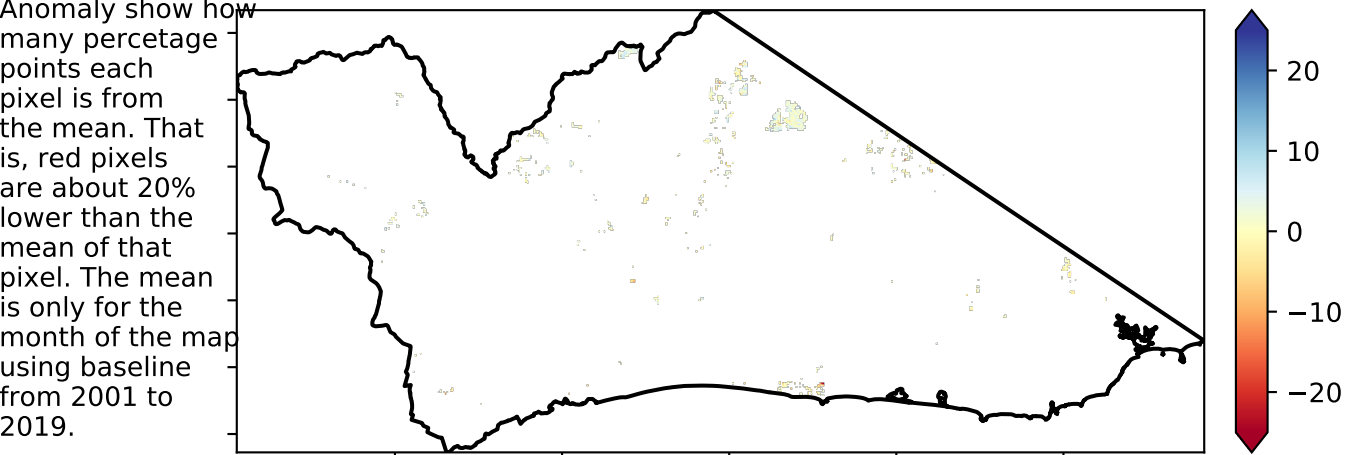 Anomaly show how
many percetage
points each
pixel is from
the mean. That
is, red pixels
are about 20%
lower than the
mean of that
pixel. The mean
is only for the
month of the map
using baseline
from 2001 to
2019.
20
10
0
−10
−20